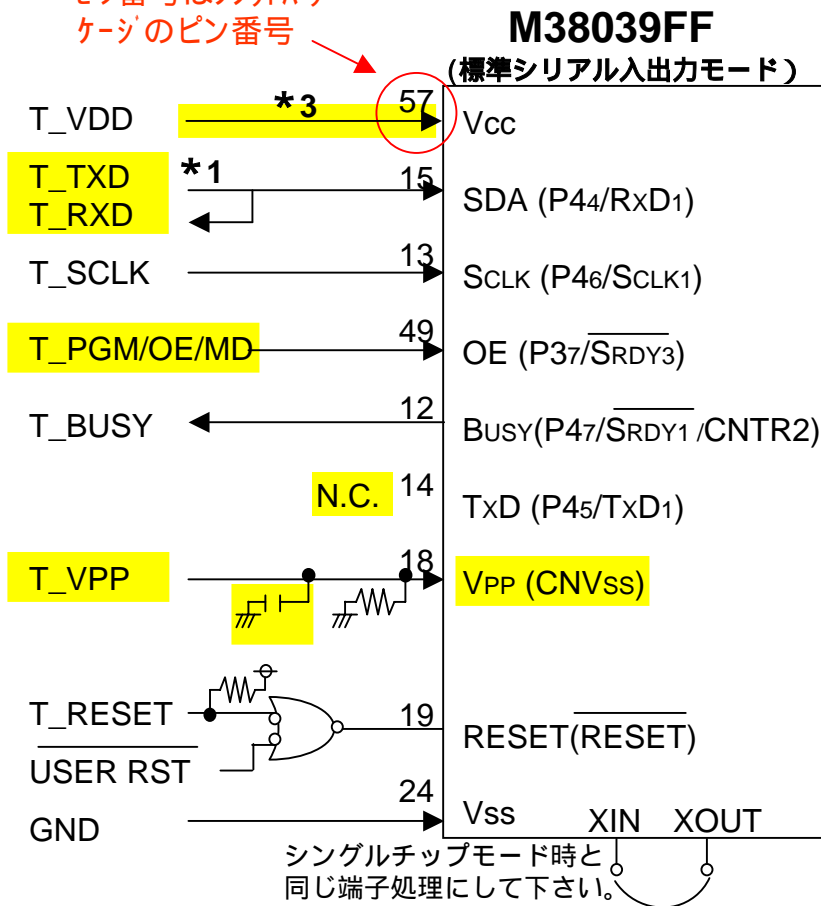 ケージのピン番号
M38039FF
(標準シリアル入出力モード)
T_VDD
*3
57
Vcc
T_TXD
*1
15
SDA (P44/RxD1)
T_RXD
T_SCLK
13
SCLK (P46/SCLK1)
T_PGM/OE/MD
49
OE (P37/SRDY3)
T_BUSY
12
BUSY(P47/SRDY1 /CNTR2)
N.C.
14
TxD (P45/TxD1)
T_VPP
18
VPP (CNVss)
T_RESET
19
RESET(RESET)
USER RST
24
Vss
GND
XIN
XOUT
シングルチップモード時と
同じ端子処理にして下さい。